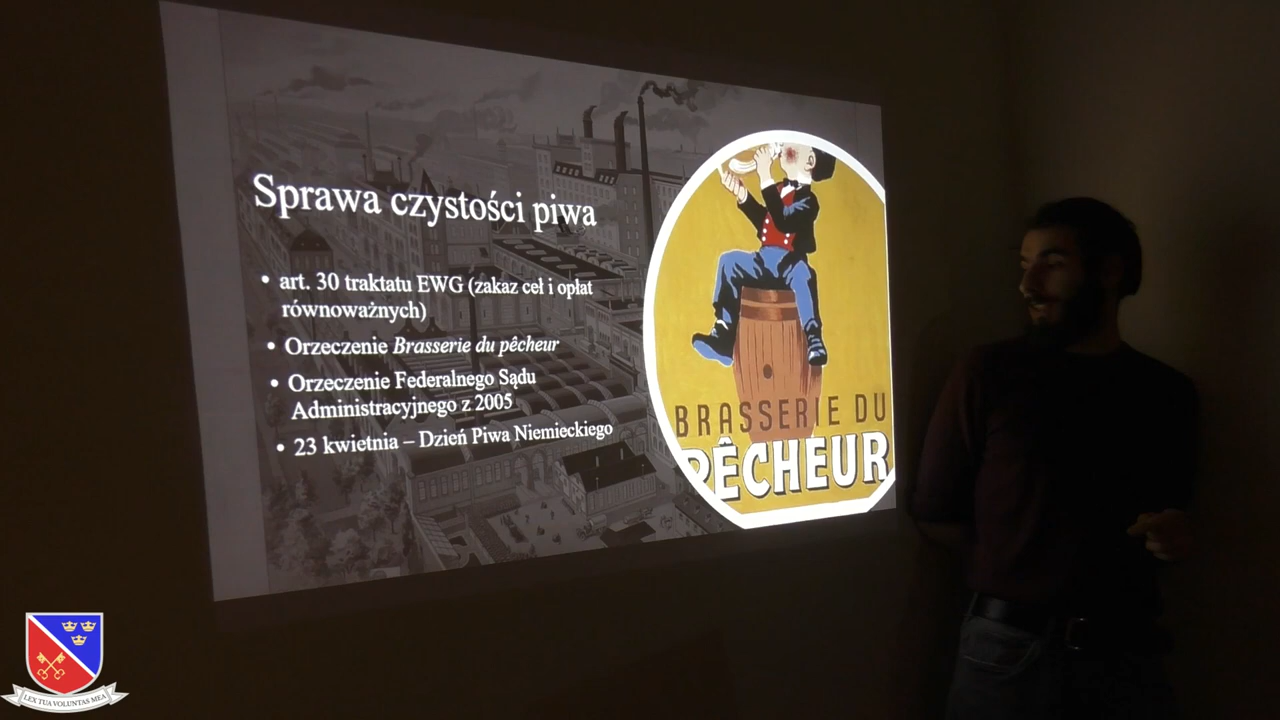 Sprawa czystości piwa
• art. 30 traktatu EWG (zakaz ceł i opłat
równoważnych)
• Orzeczenie Brasserie du pêcheur
• Orzeczenie Federalnego Sądu
Administracyjnego z 2005
• 23 kwietnia – Dzień Piwa Niemieckiego
BRASSERIE DU
PÊCHEUR
LEX TUA VOLUNTAS MEA